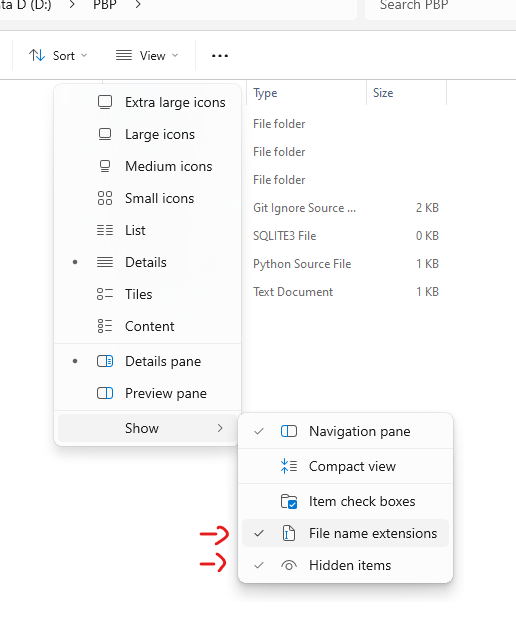 ta D (D:) > PBP > Search PBP
Sort View ...
Type Size
Extra large icons
File folder
Large icons
File folder
Medium icons
File folder
Small icons
Git Ignore Source ... 2 KB
List
SQLITE3 File 0 KB
Details
Python Source File 1 KB
Tiles
Text Document 1 KB
Content
Details pane
Preview pane
Show
Navigation pane
Compact view
Item check boxes
File name extensions
Hidden items